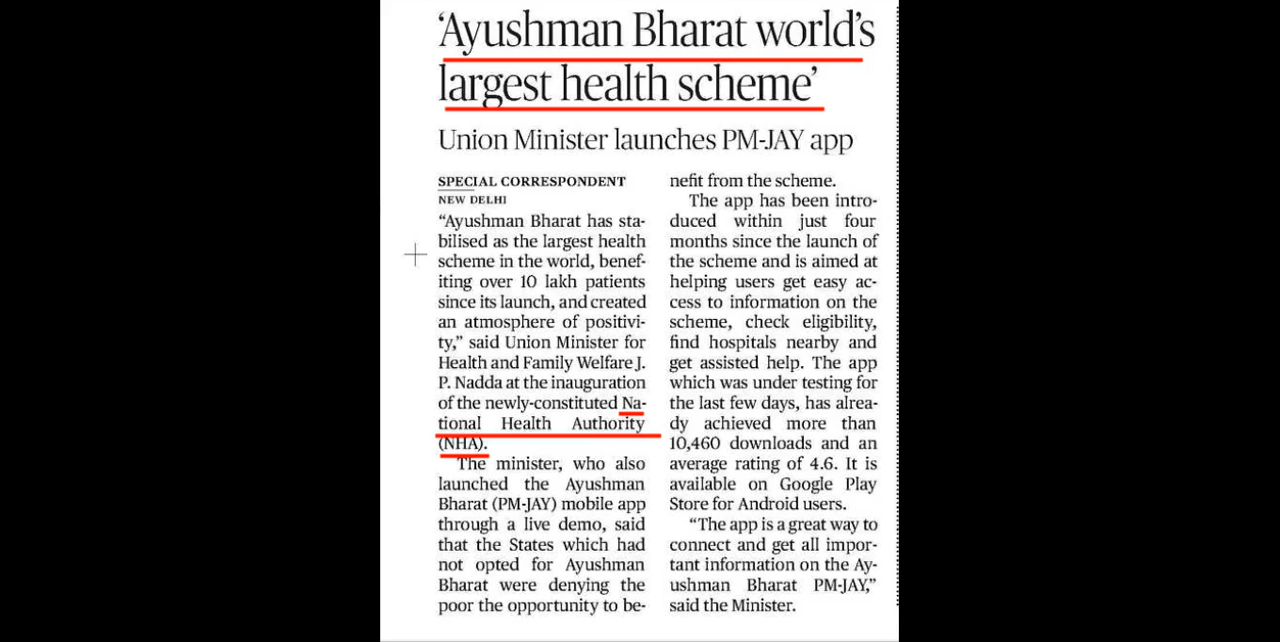 ‘Ayushman Bharat world’s
largest health scheme’
Union Minister launches PM-JAY app
SPECIAL CORRESPONDENT
NEW DELHI
“Ayushman Bharat has sta-
bilised as the largest health
scheme in the world, benef-
iting over 10 lakh patients
since its launch, and created
an atmosphere of positivi-
ty,” said Union Minister for
Health and Family Welfare J.
P. Nadda at the inauguration
of the newly-constituted Na-
tional Health Authority
(NHA).
The minister, who also
launched the Ayushman
Bharat (PM-JAY) mobile app
through a live demo, said
that the States which had
not opted for Ayushman
Bharat were denying the
poor the opportunity to be-
nefit from the scheme.
The app has been intro-
duced within just four
months since the launch of
the scheme and is aimed at
helping users get easy ac-
cess to information on the
scheme, check eligibility,
find hospitals nearby and
get assisted help. The app
which was under testing for
the last few days, has alrea-
dy achieved more than
10,460 downloads and an
average rating of 4.6. It is
available on Google Play
Store for Android users.
“The app is a great way to
connect and get all impor-
tant information on the Ay-
ushman Bharat PM-JAY,”
said the Minister.